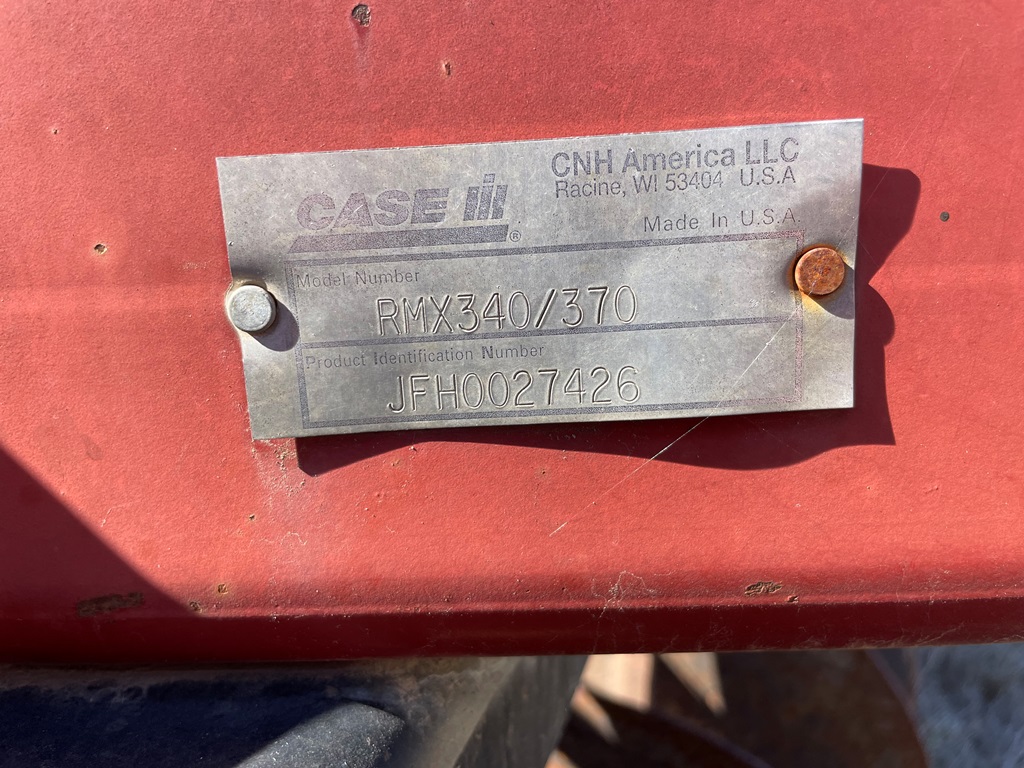 CNH America LLC
Racine, WI 53404 U.S.A
CASE IH ®
Made In U.S.A.
Model Number
RMX340/370
Product Identification Number
JFH0027426